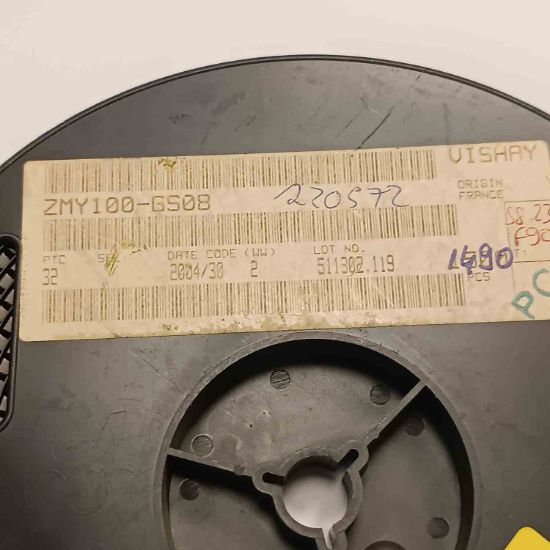 VISHAY
ZMY100-GS08
220572
ORIGIN
FRANCE
PTC
32
DATE CODE (WW)
2004/30 2
LOT NO.
511302.119
1490
PCS
PC